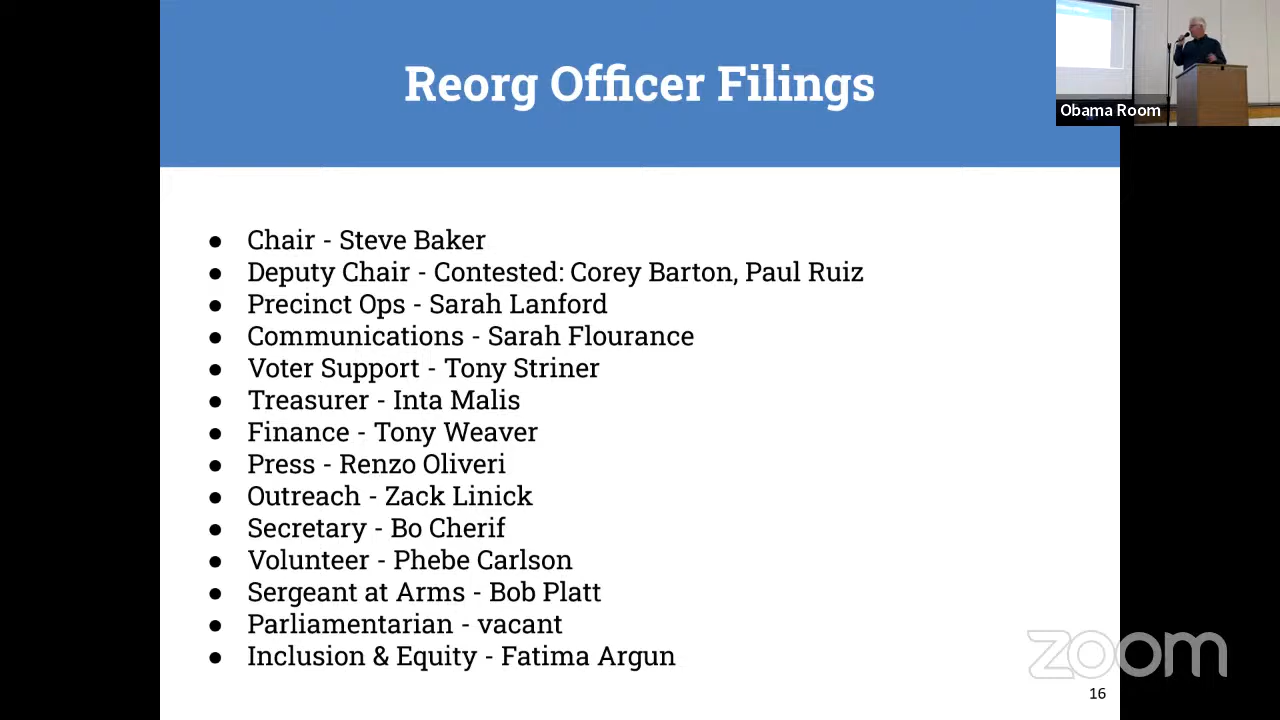 Reorg Officer Filings
Obama Room
● Chair - Steve Baker
● Deputy Chair - Contested: Corey Barton, Paul Ruiz
● Precinct Ops - Sarah Lanford
● Communications - Sarah Flourance
● Voter Support - Tony Striner
● Treasurer - Inta Malis
● Finance - Tony Weaver
● Press - Renzo Oliveri
● Outreach - Zack Linick
● Secretary - Bo Cherif
● Volunteer - Phebe Carlson
● Sergeant at Arms - Bob Platt
● Parliamentarian - vacant
● Inclusion & Equity - Fatima Argun
zoom
16